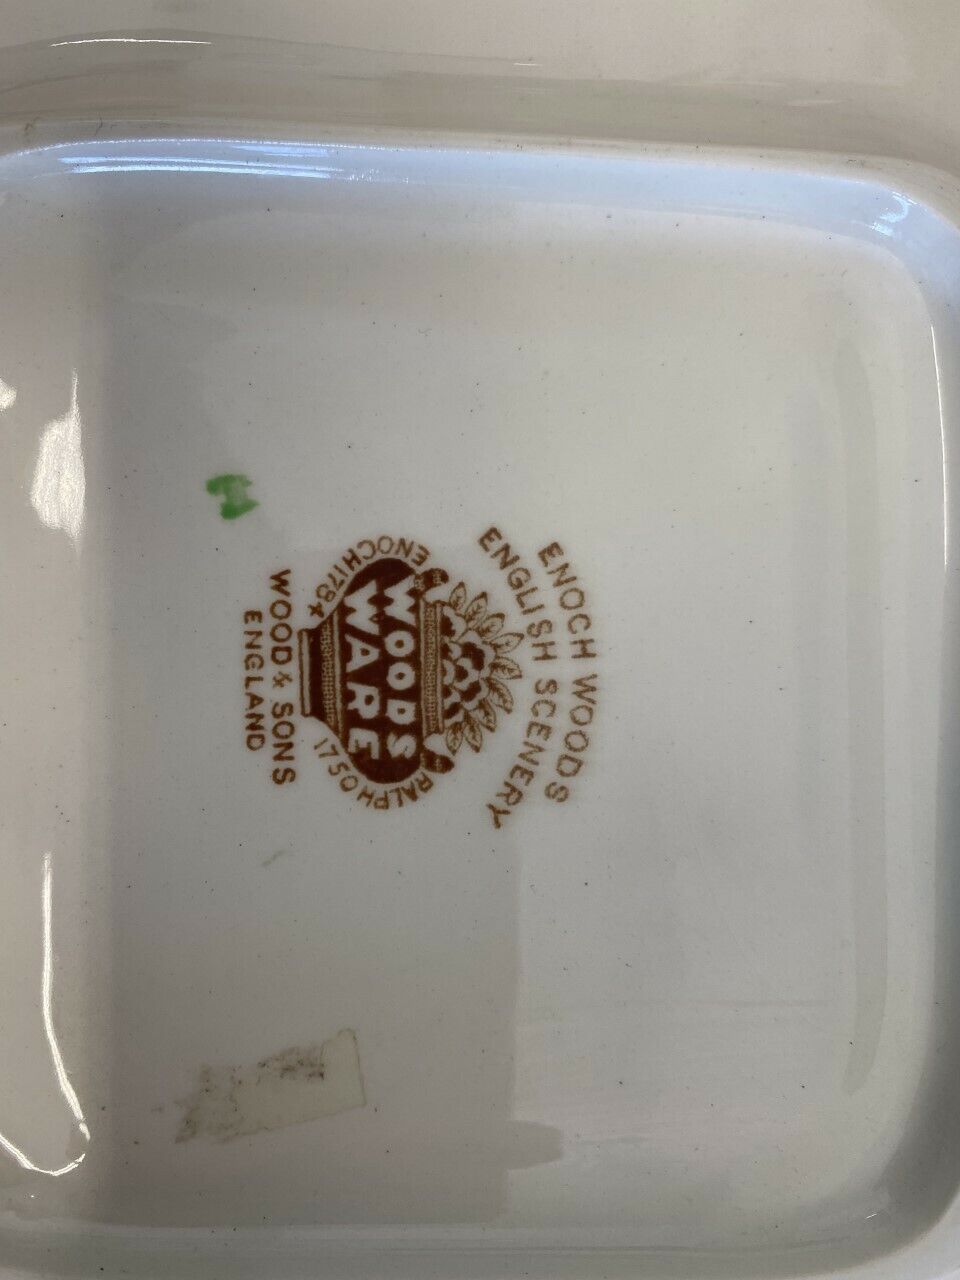 ENOCH WOODS
ENGLISH SCENERY
WOODS
WARE
ENOCH 1784
RALPH 1750
WOOD & SONS
ENGLAND